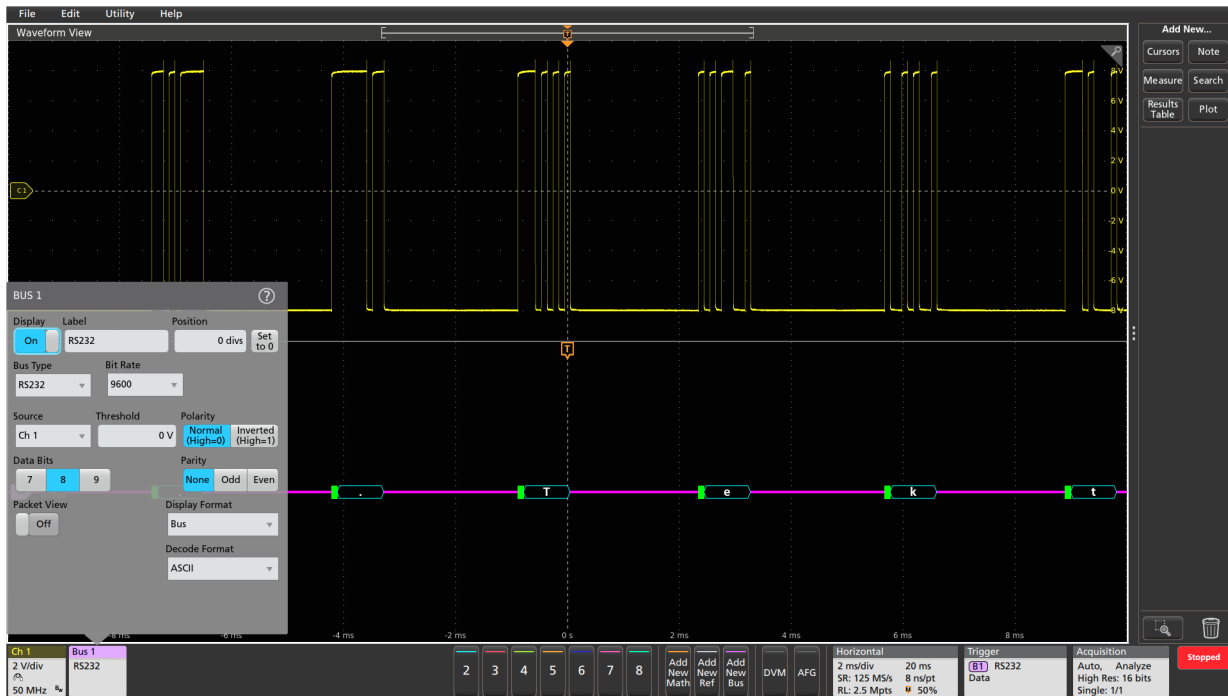 File Edit Utility Help
Waveform View
Add New...
Cursors Note
Measure Search
Results Table Plot
8 V
6 V
4 V
2 V
0 V
-2 V
-4 V
-6 V
-8 V
C 1
T
T
BUS 1 ?
Display Label Position
On RS232 0 divs Set to 0
Bus Type Bit Rate
RS232 9600
Source Threshold Polarity
Ch 1 0 V Normal (High=0) Inverted (High=1)
Data Bits Parity
7 8 9 None Odd Even
Packet View Display Format
Off Bus
Decode Format
ASCII
. T e k t
-8 ms -6 ms -4 ms -2 ms 0 s 2 ms 4 ms 6 ms 8 ms
Ch 1
2 V/div
50 MHz Bw
Bus 1
RS232
2 3 4 5 6 7 8
Add New Math
Add New Ref
Add New Bus
DVM AFG
Horizontal
2 ms/div 20 ms
SR: 125 MS/s 8 ns/pt
RL: 2.5 Mpts 50%
Trigger
B1 RS232
Data
Acquisition
Auto, Analyze
High Res: 16 bits
Single: 1/1
Stopped